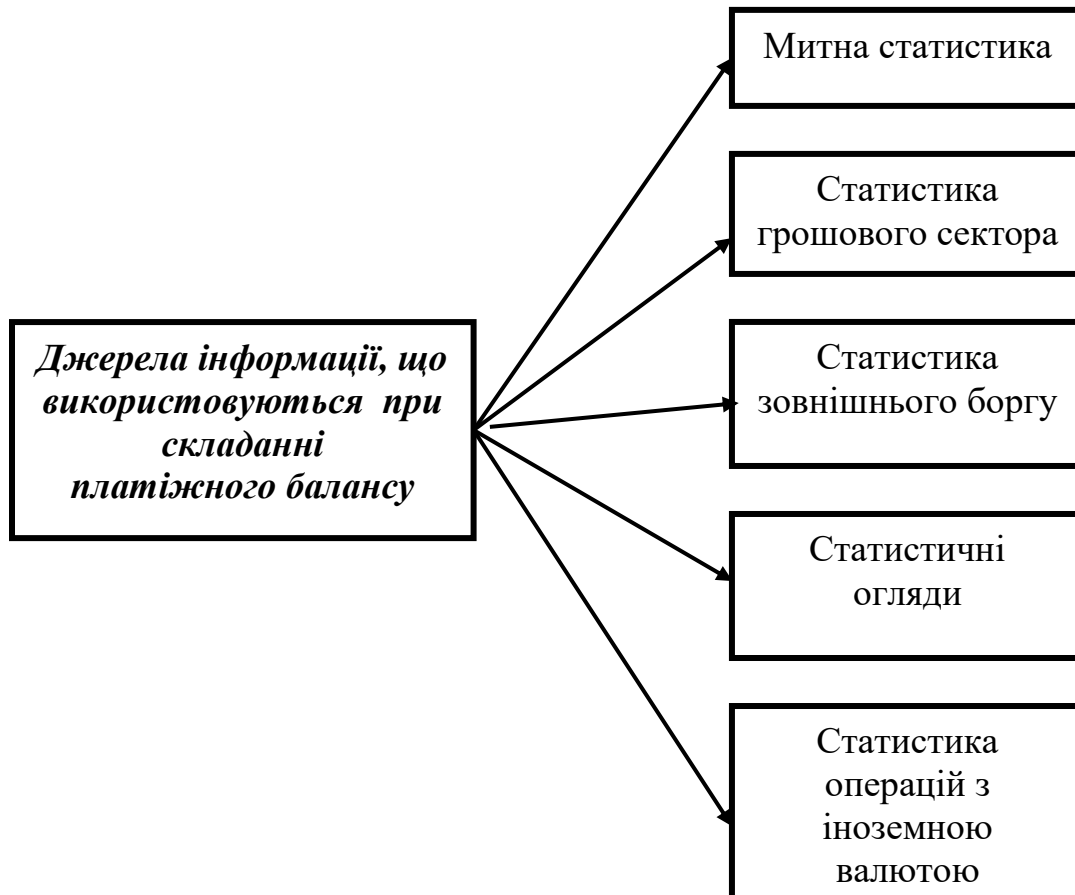 Митна статистика
Статистика
грошового сектора
Джерела інформації, що
використовуються при
складанні
платіжного балансу
Статистика
зовнішнього боргу
Статистичні
огляди
Статистика
операцій з
іноземною
валютою